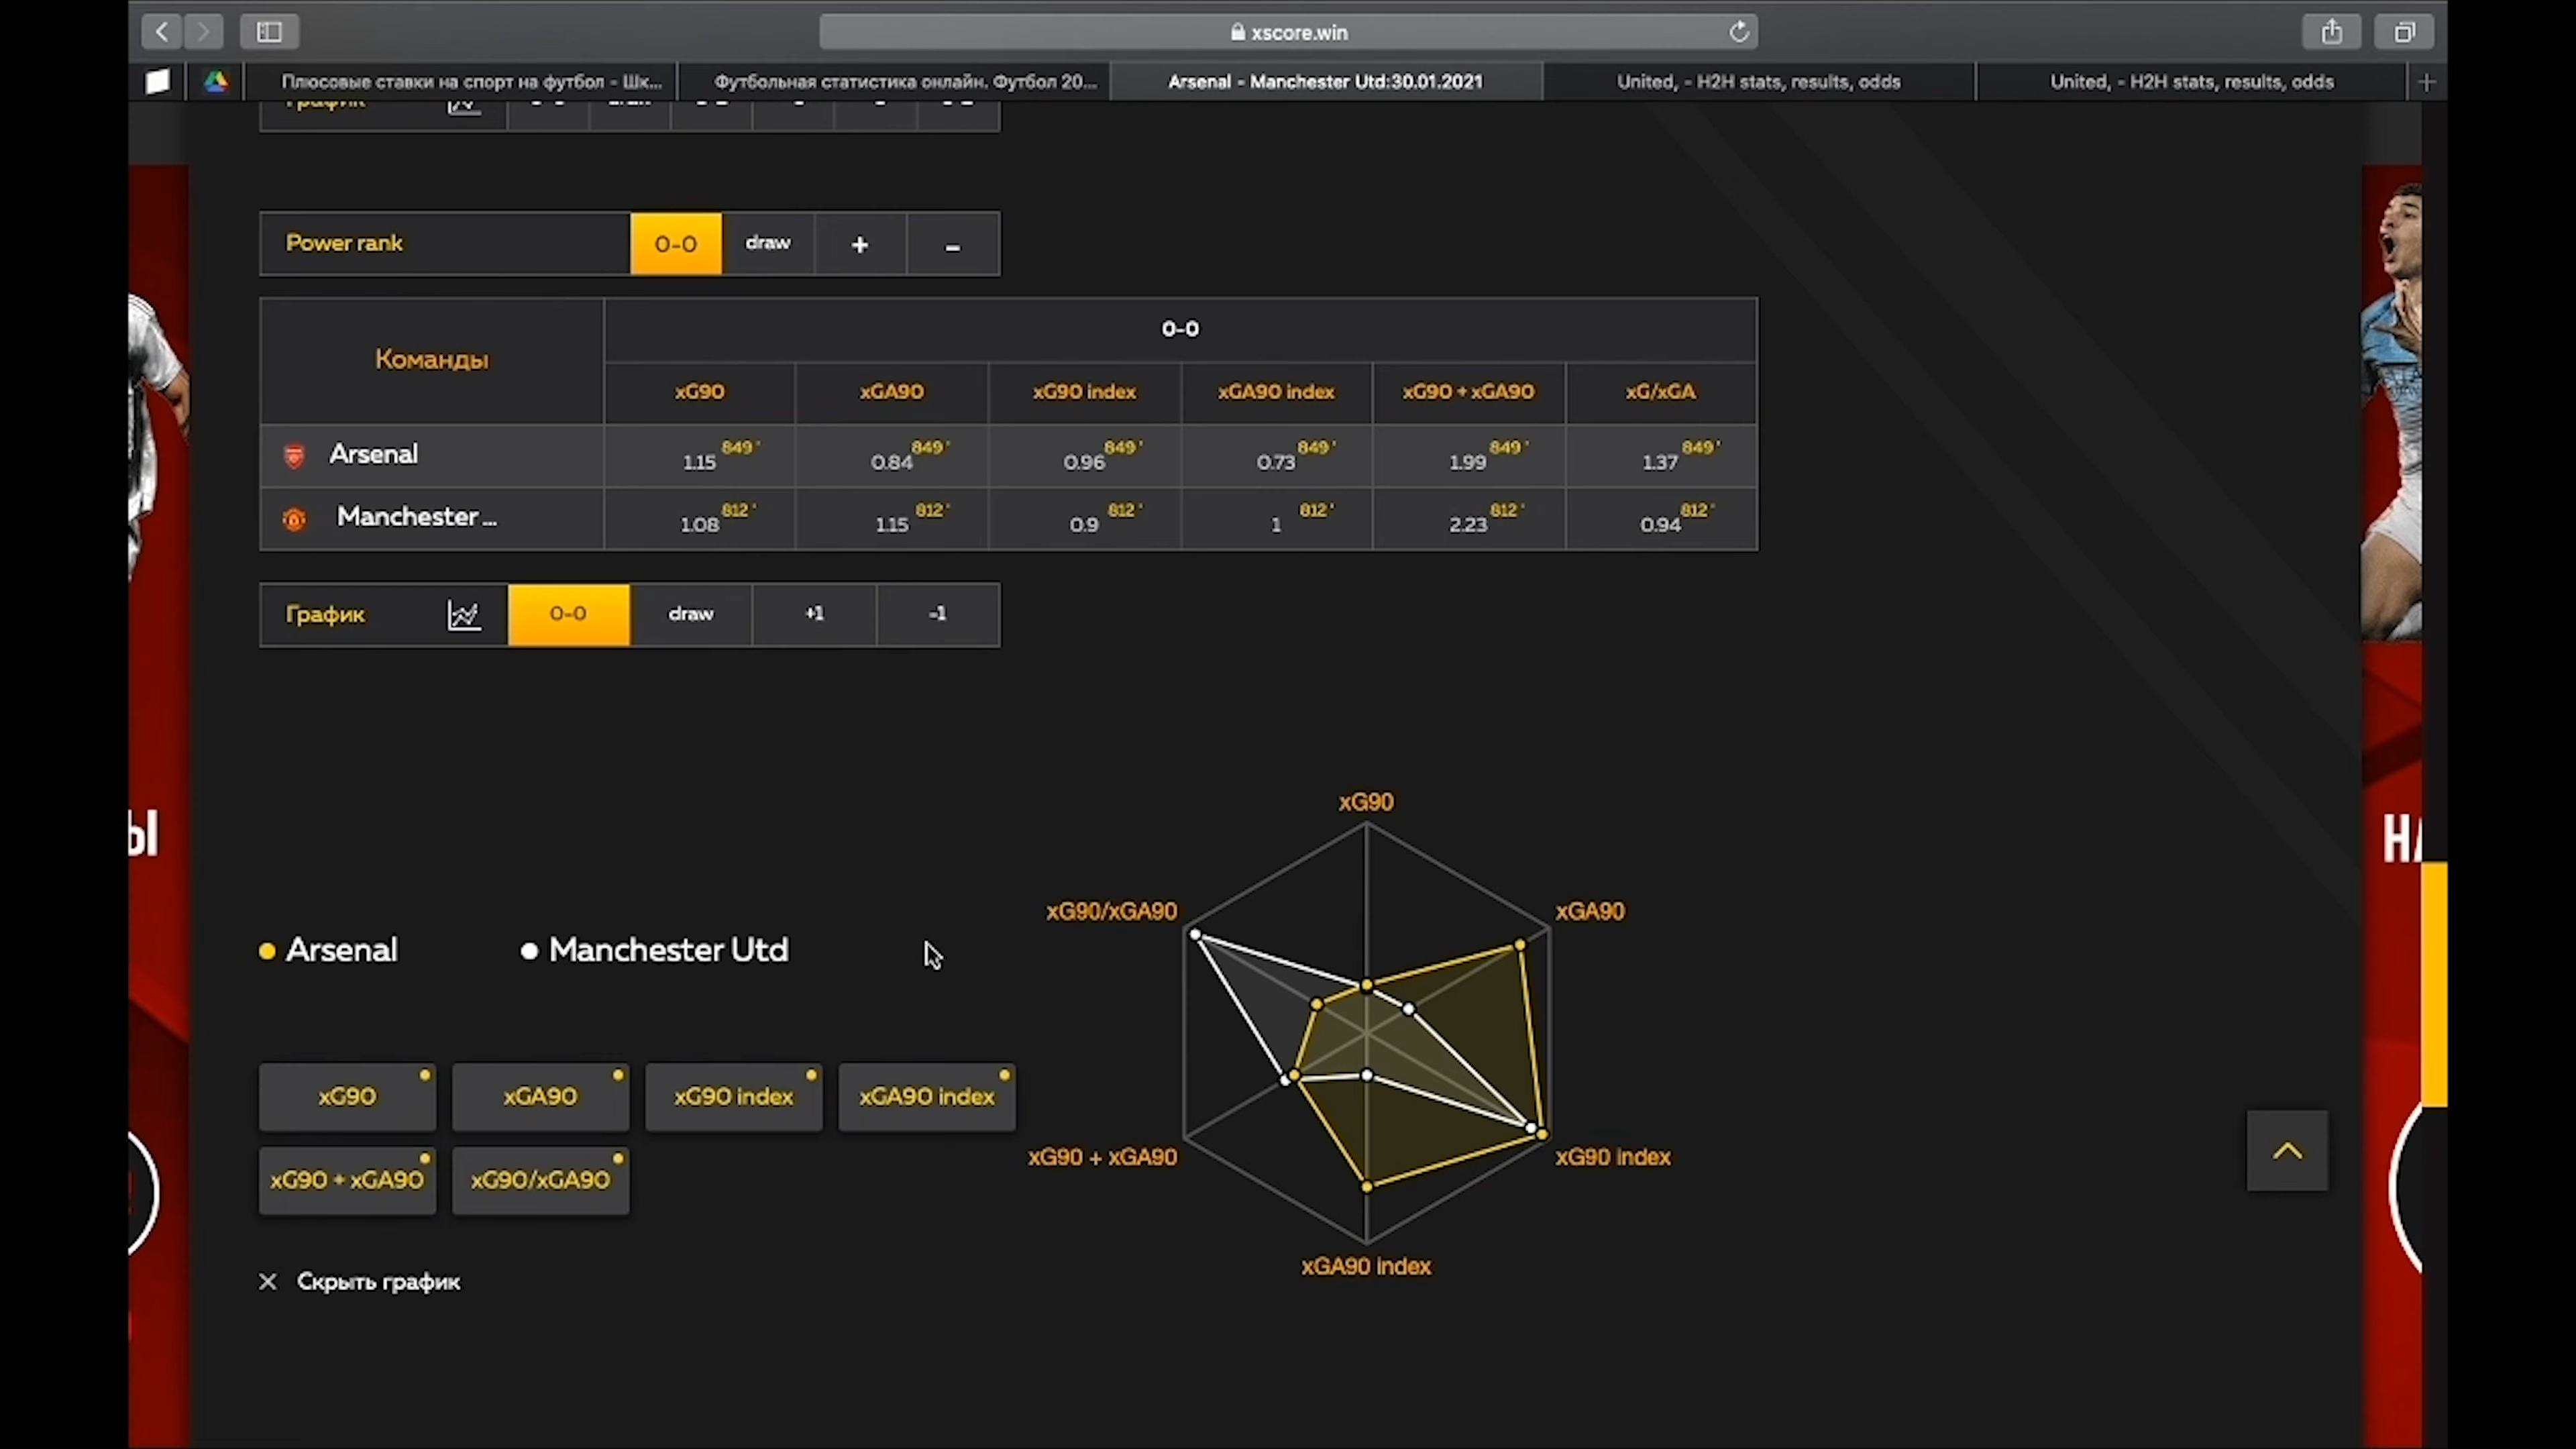 xscore.win
Плюсовые ставки на спорт на футбол - Шк...
Футбольная статистика онлайн. Футбол 20...
Arsenal - Manchester Utd:30.01.2021
United, - H2H stats, results, odds
United, - H2H stats, results, odds
График
Power rank 0-0 draw + -
Команды 0-0
xG90 xGA90 xG90 index xGA90 index xG90 + xGA90 xG/xGA
Arsenal 1.15 849' 0.84 849' 0.96 849' 0.73 849' 1.99 849' 1.37 849'
Manchester ... 1.08 812' 1.15 812' 0.9 812' 1 812' 2.23 812' 0.94 812'
График 0-0 draw +1 -1
xG90
xG90/xGA90 xGA90
Arsenal Manchester Utd
xG90 xGA90 xG90 index xGA90 index
xG90 + xGA90 xG90/xGA90
xG90 + xGA90 xG90 index
xGA90 index
Скрыть график